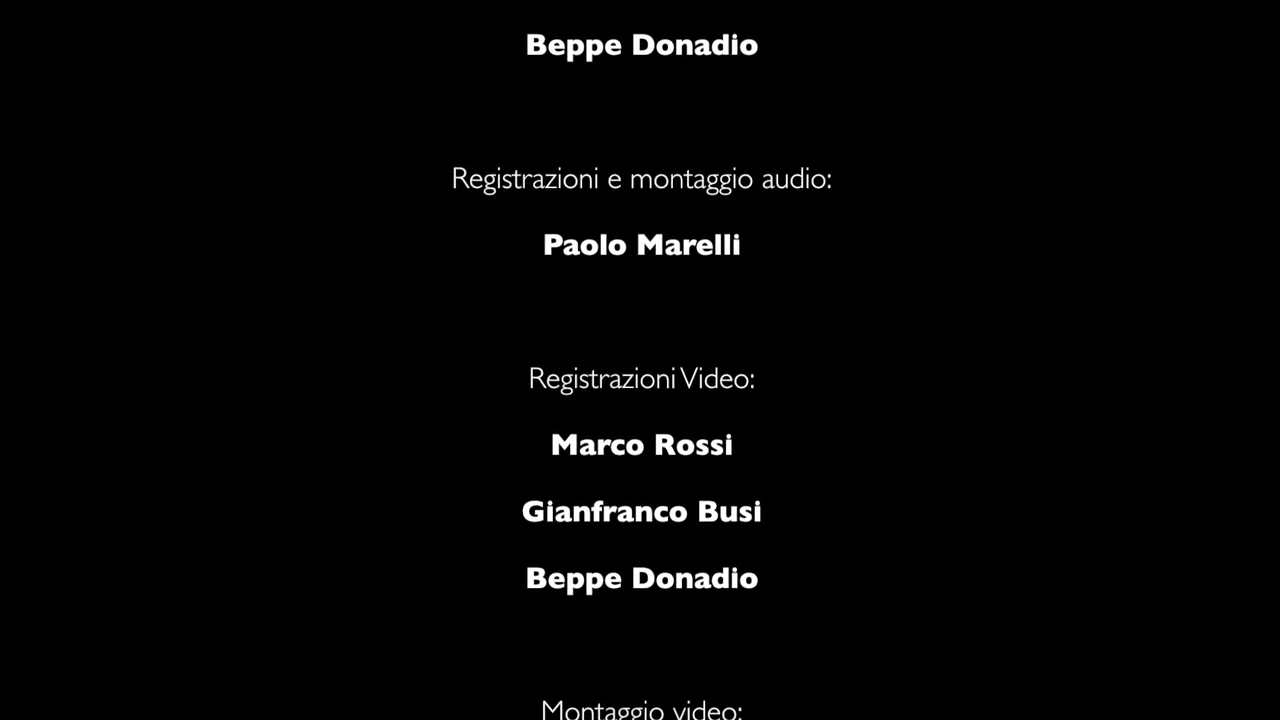 Beppe Donadio
Registrazioni e montaggio audio:
Paolo Marelli
Registrazioni Video:
Marco Rossi
Gianfranco Busi
Beppe Donadio
Montaggio video: